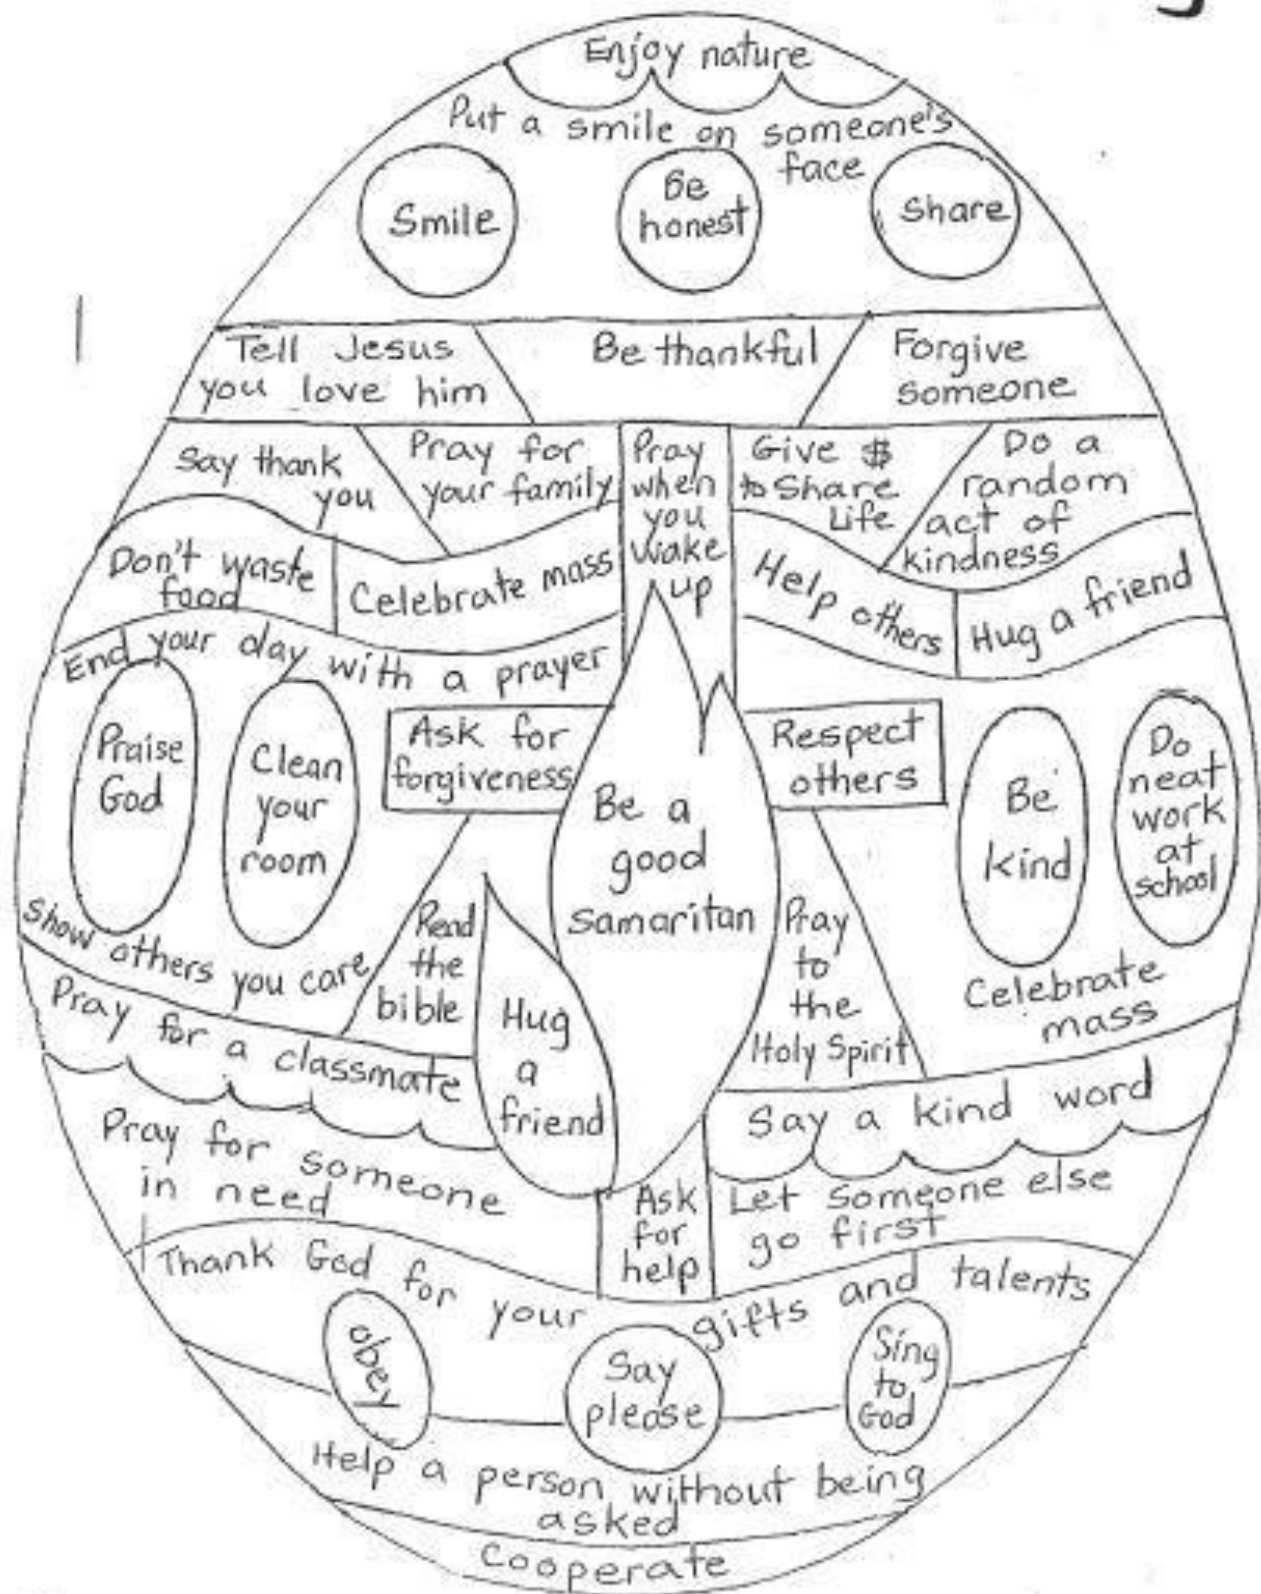 Enjoy nature
Put a smile on someone's
face
Smile
Be
honest
Share
Tell Jesus
you love him
Be thankful
Forgive
someone
Say thank
you
Pray for
your family
Pray
when
you
wake
up
Give $
to Share
Life
Do a
random
act of
kindness
Don't waste
food
Celebrate mass
Help others
Hug a friend
End your day with a prayer
Praise
God
Clean
your
room
Ask for
forgiveness
Be a
good
Samaritan
Respect
others
Be
kind
Do
neat
work
at
school
Show others you care
Read
the
bible
Hug
a
friend
Pray
to
the
Holy Spirit
Celebrate
mass
Pray for a classmate
Say a kind word
Pray for someone
in need
Ask
for
help
Let someone else
go first
Thank God for your gifts and talents
obey
Say
please
Sing
to
God
Help a person without being
asked
Cooperate